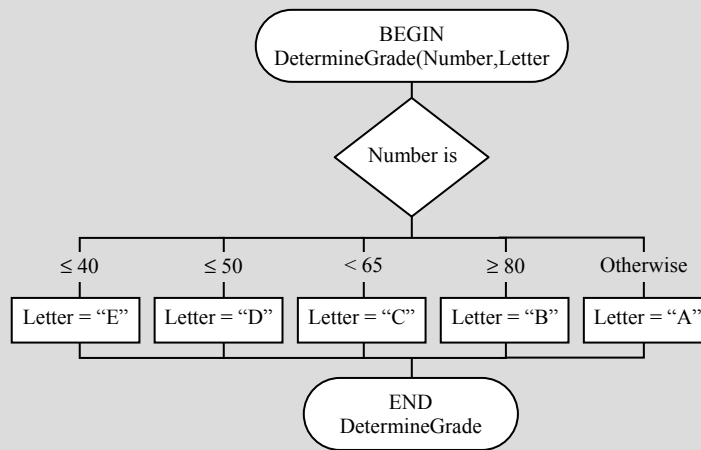 BEGIN
DetermineGrade(Number,Letter
Number is
≤ 40
≤ 50
< 65
≥ 80
Otherwise
Letter = “E”
Letter = “D”
Letter = “C”
Letter = “B”
Letter = “A”
END
DetermineGrade